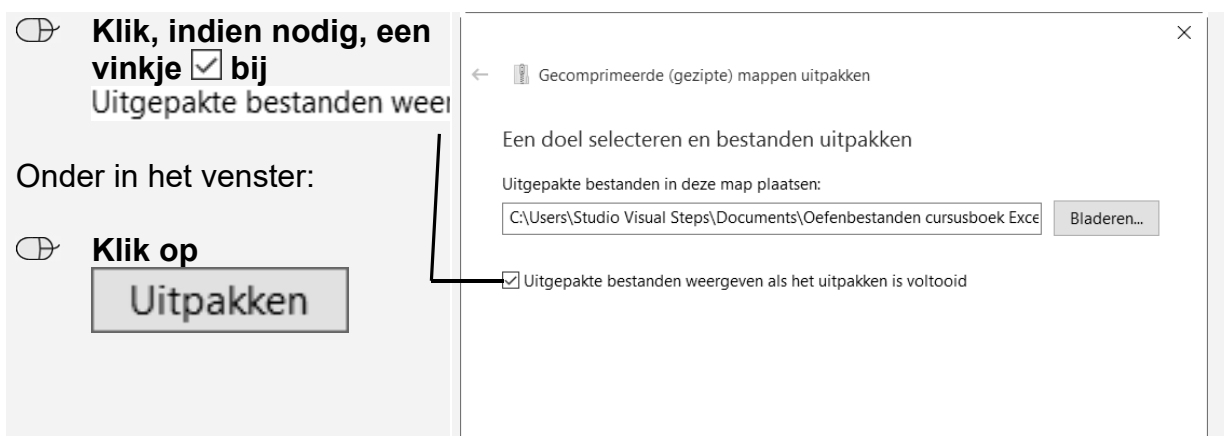 Klik, indien nodig, een
vinkje bij
Uitgepakte bestanden weer
Onder in het venster:
Klik op
Uitpakken
Gecomprimeerde (gezipte) mappen uitpakken
Een doel selecteren en bestanden uitpakken
Uitgepakte bestanden in deze map plaatsen:
C:\Users\Studio Visual Steps\Documents\Oefenbestanden cursusboek Exce
Bladeren...
Uitgepakte bestanden weergeven als het uitpakken is voltooid